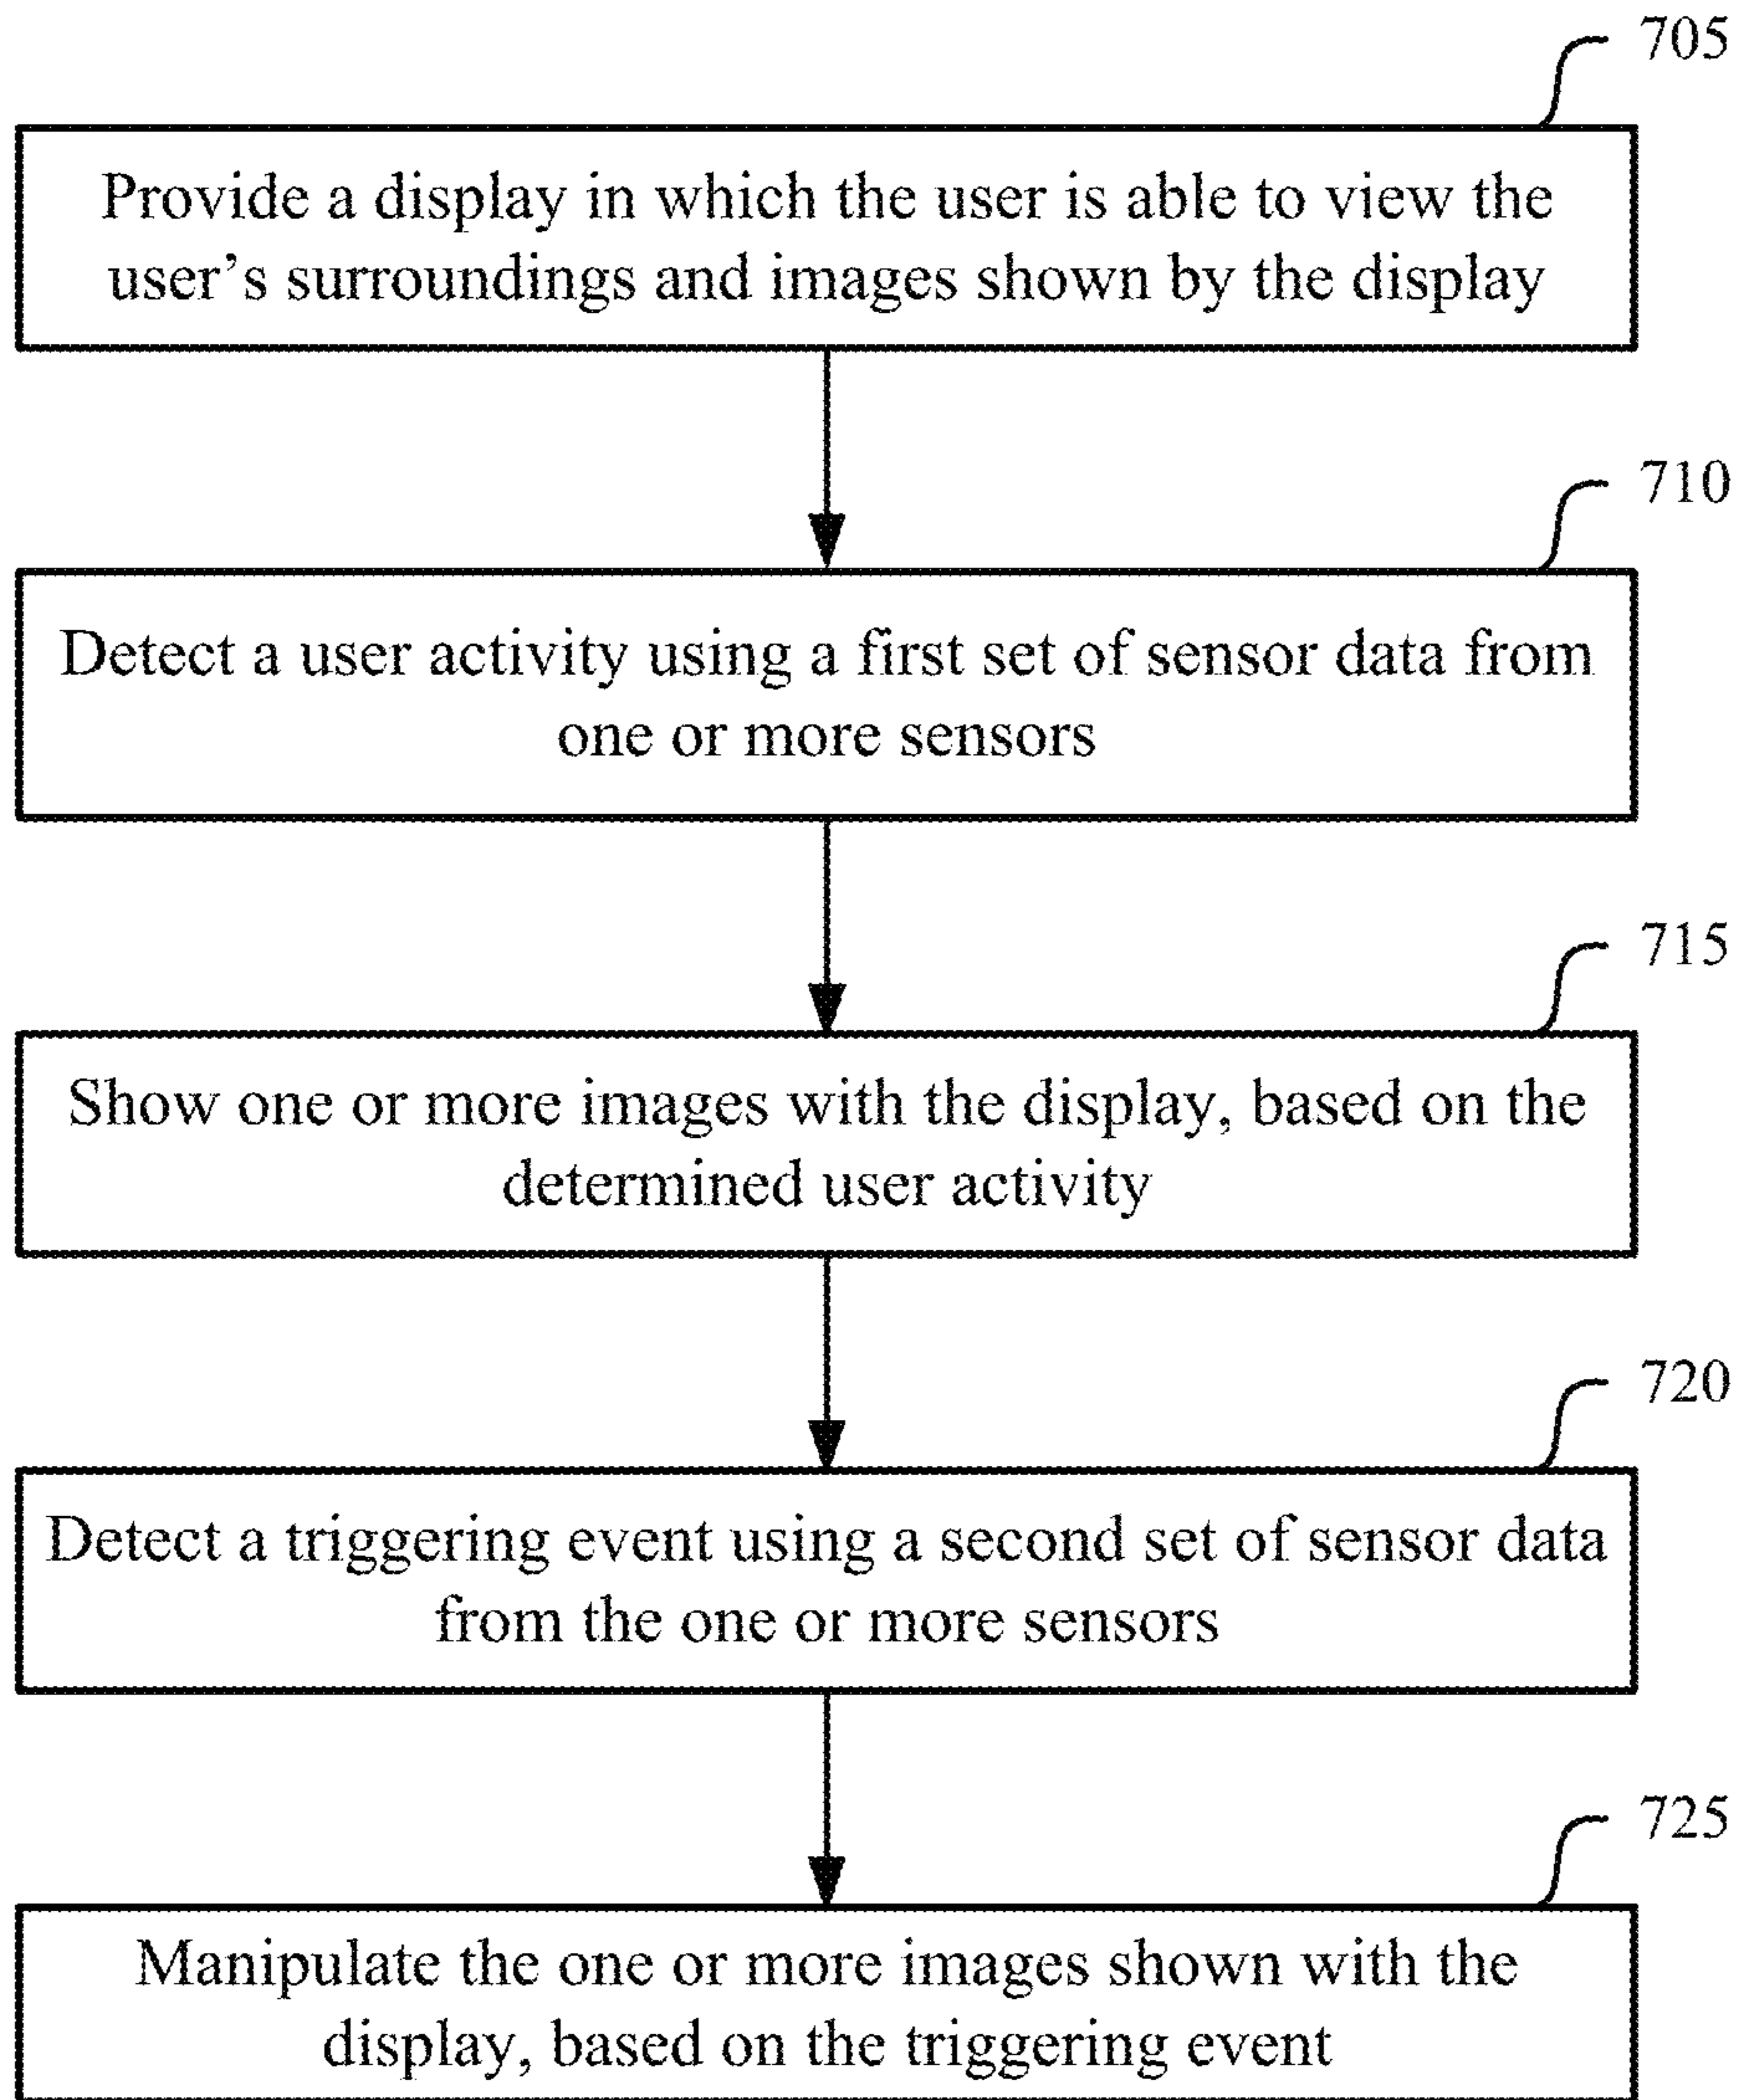 705
Provide a display in which the user is able to view the
user’s surroundings and images shown by the display
710
Detect a user activity using a first set of sensor data from
one or more sensors
715
Show one or more images with the display, based on the
determined user activity
720
Detect a triggering event using a second set of sensor data
from the one or more sensors
725
Manipulate the one or more images shown with the
display, based on the triggering event